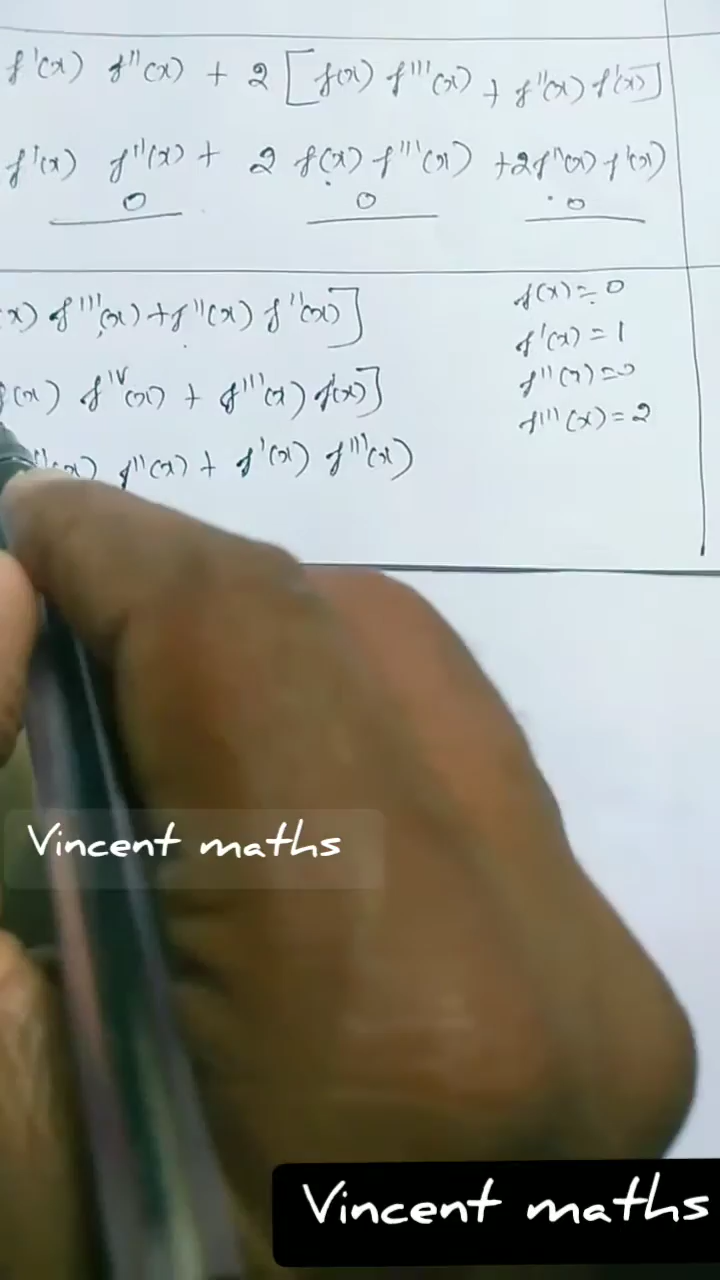 f'(x) f''(x) + 2 [f(x) f'''(x) + f''(x) f'(x)]
f'(x) f''(x) + 2 f(x) f'''(x) + 2f''(x) f'(x)
0 0 0
x) f'''(x) + f''(x) f''(x)]
f(x) = 0
f'(x) = 1
(x) f^IV(x) + f'''(x) f'(x)]
f''(x) = 0
f'''(x) = 2
f''(x) f''(x) + f'(x) f'''(x)
Vincent maths
Vincent maths